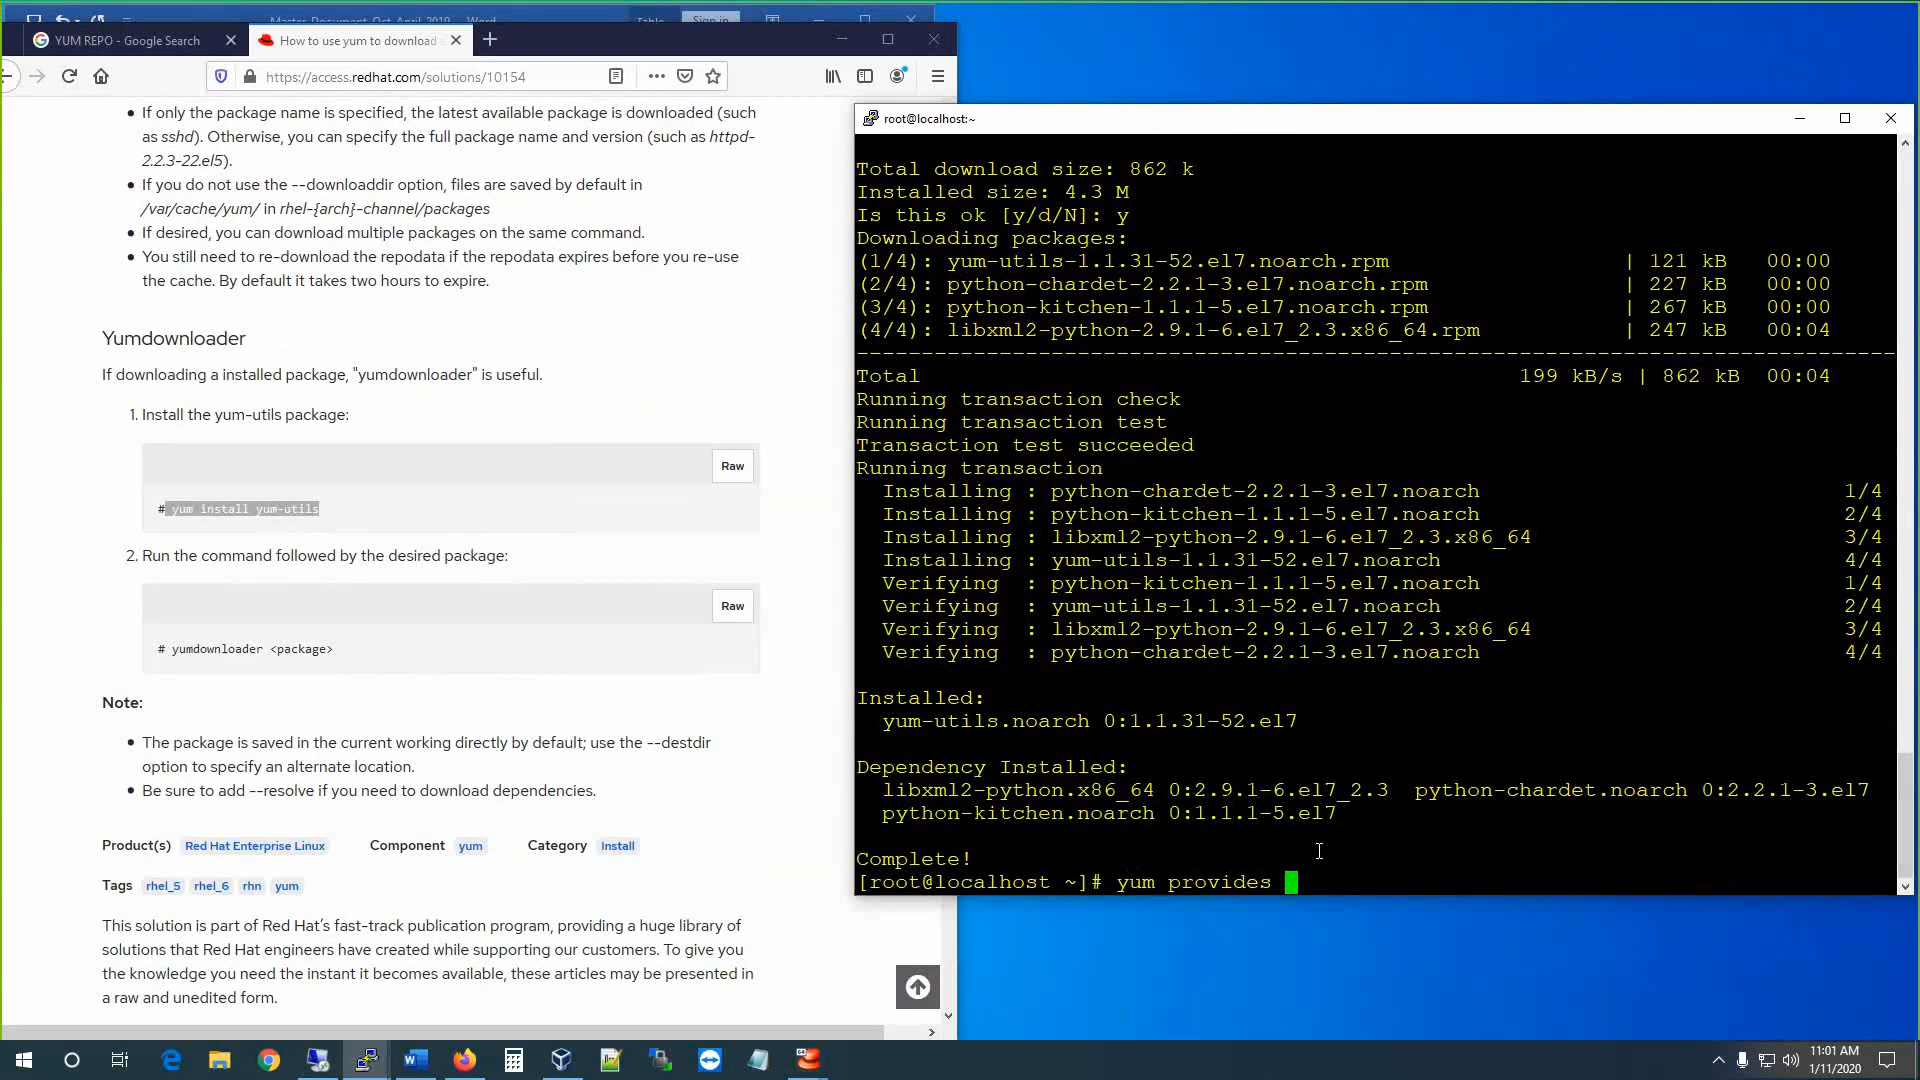 Master-Document-Oct-April-2019 - Word
Table
Sign in
YUM REPO - Google Search
How to use yum to download
https://access.redhat.com/solutions/10154
If only the package name is specified, the latest available package is downloaded (such
as sshd). Otherwise, you can specify the full package name and version (such as httpd-
2.2.3-22.el5).
If you do not use the --downloaddir option, files are saved by default in
/var/cache/yum/ in rhel-{arch}-channel/packages
If desired, you can download multiple packages on the same command.
You still need to re-download the repodata if the repodata expires before you re-use
the cache. By default it takes two hours to expire.
Yumdownloader
If downloading a installed package, "yumdownloader" is useful.
1. Install the yum-utils package:
Raw
# yum install yum-utils
2. Run the command followed by the desired package:
Raw
# yumdownloader <package>
Note:
The package is saved in the current working directly by default; use the --destdir
option to specify an alternate location.
Be sure to add --resolve if you need to download dependencies.
Product(s) Red Hat Enterprise Linux Component yum Category Install
Tags rhel_5 rhel_6 rhn yum
This solution is part of Red Hat's fast-track publication program, providing a huge library of
solutions that Red Hat engineers have created while supporting our customers. To give you
the knowledge you need the instant it becomes available, these articles may be presented in
a raw and unedited form.
root@localhost:~
Total download size: 862 k
Installed size: 4.3 M
Is this ok [y/d/N]: y
Downloading packages:
(1/4): yum-utils-1.1.31-52.el7.noarch.rpm | 121 kB 00:00
(2/4): python-chardet-2.2.1-3.el7.noarch.rpm | 227 kB 00:00
(3/4): python-kitchen-1.1.1-5.el7.noarch.rpm | 267 kB 00:00
(4/4): libxml2-python-2.9.1-6.el7_2.3.x86_64.rpm | 247 kB 00:04
--------------------------------------------------------------------------------
Total 199 kB/s | 862 kB 00:04
Running transaction check
Running transaction test
Transaction test succeeded
Running transaction
Installing : python-chardet-2.2.1-3.el7.noarch 1/4
Installing : python-kitchen-1.1.1-5.el7.noarch 2/4
Installing : libxml2-python-2.9.1-6.el7_2.3.x86_64 3/4
Installing : yum-utils-1.1.31-52.el7.noarch 4/4
Verifying : python-kitchen-1.1.1-5.el7.noarch 1/4
Verifying : yum-utils-1.1.31-52.el7.noarch 2/4
Verifying : libxml2-python-2.9.1-6.el7_2.3.x86_64 3/4
Verifying : python-chardet-2.2.1-3.el7.noarch 4/4
Installed:
yum-utils.noarch 0:1.1.31-52.el7
Dependency Installed:
libxml2-python.x86_64 0:2.9.1-6.el7_2.3 python-chardet.noarch 0:2.2.1-3.el7
python-kitchen.noarch 0:1.1.1-5.el7
Complete!
[root@localhost ~]# yum provides
11:01 AM
1/11/2020